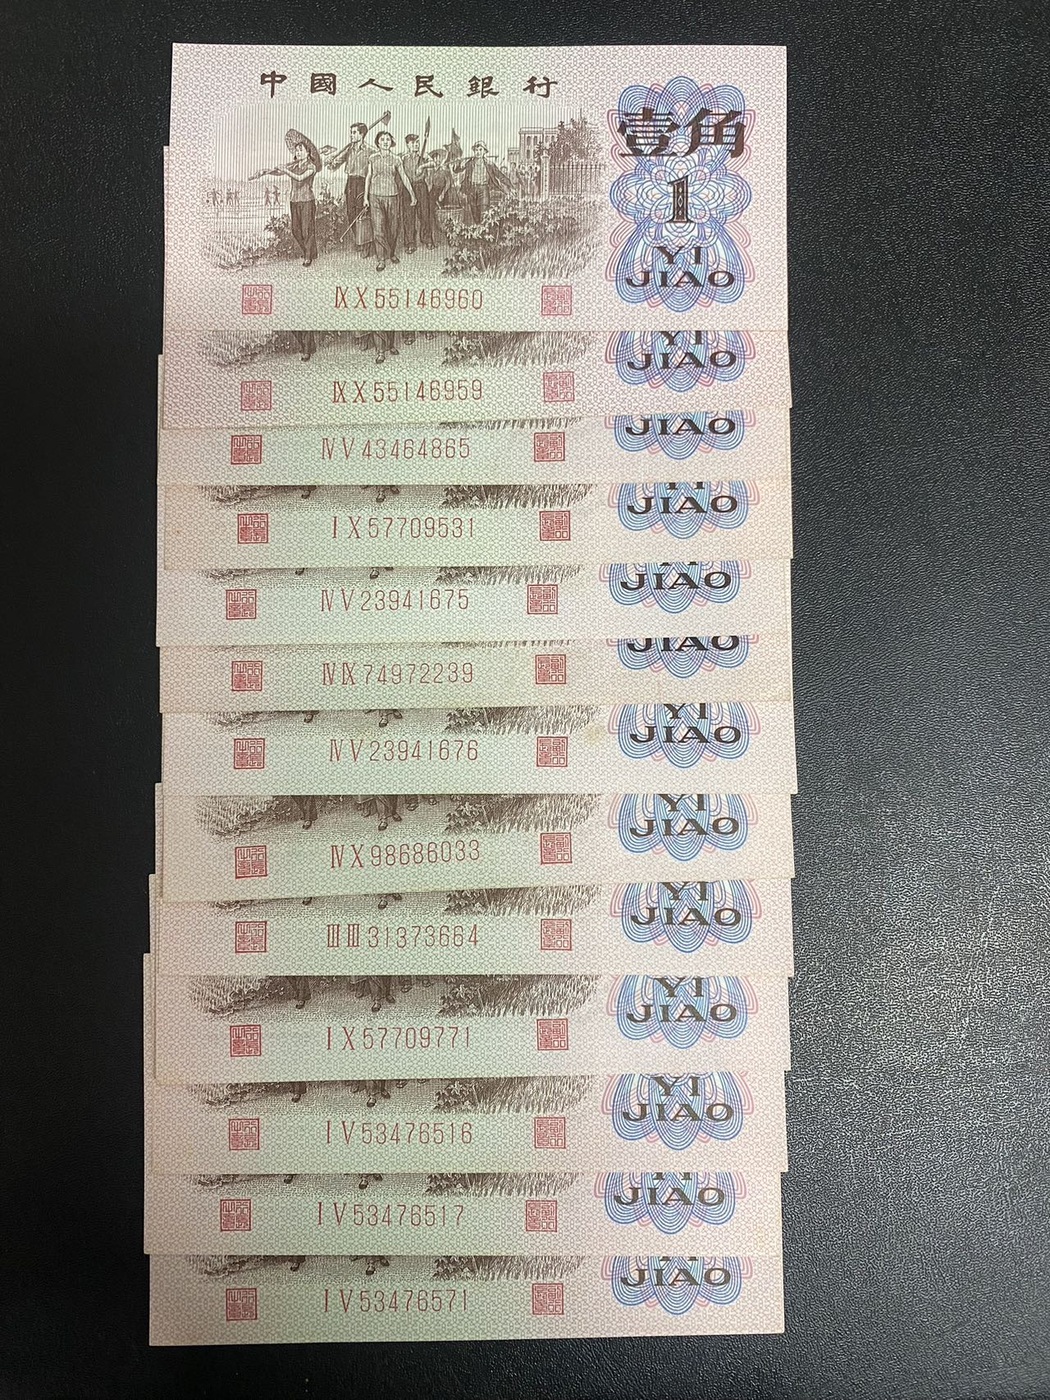 中國人民銀行
壹角
1
YI
JIAO
ⅨⅩ55146960
YI
JIAO
ⅨⅩ55146959
JIAO
ⅣⅤ43464865
JIAO
ⅠⅩ57709531
JIAO
ⅣⅤ23941675
JIAO
ⅣⅨ74972239
YI
JIAO
ⅣⅤ23941676
YI
JIAO
ⅣⅩ98686033
YI
JIAO
ⅢⅢ31373664
YI
JIAO
ⅠⅩ57709771
YI
JIAO
ⅠⅤ53476516
JIAO
ⅠⅤ53476517
JIAO
ⅠⅤ53476571